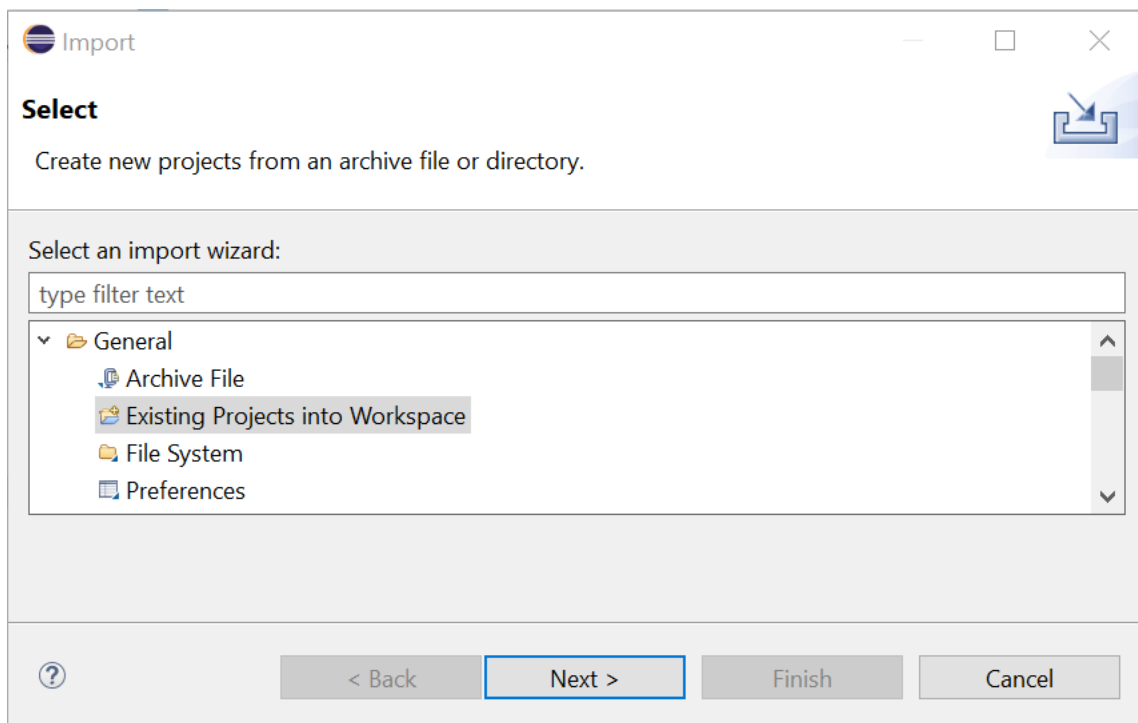 Import
Select
Create new projects from an archive file or directory.
Select an import wizard:
type filter text
General
Archive File
Existing Projects into Workspace
File System
Preferences
? < Back Next > Finish Cancel